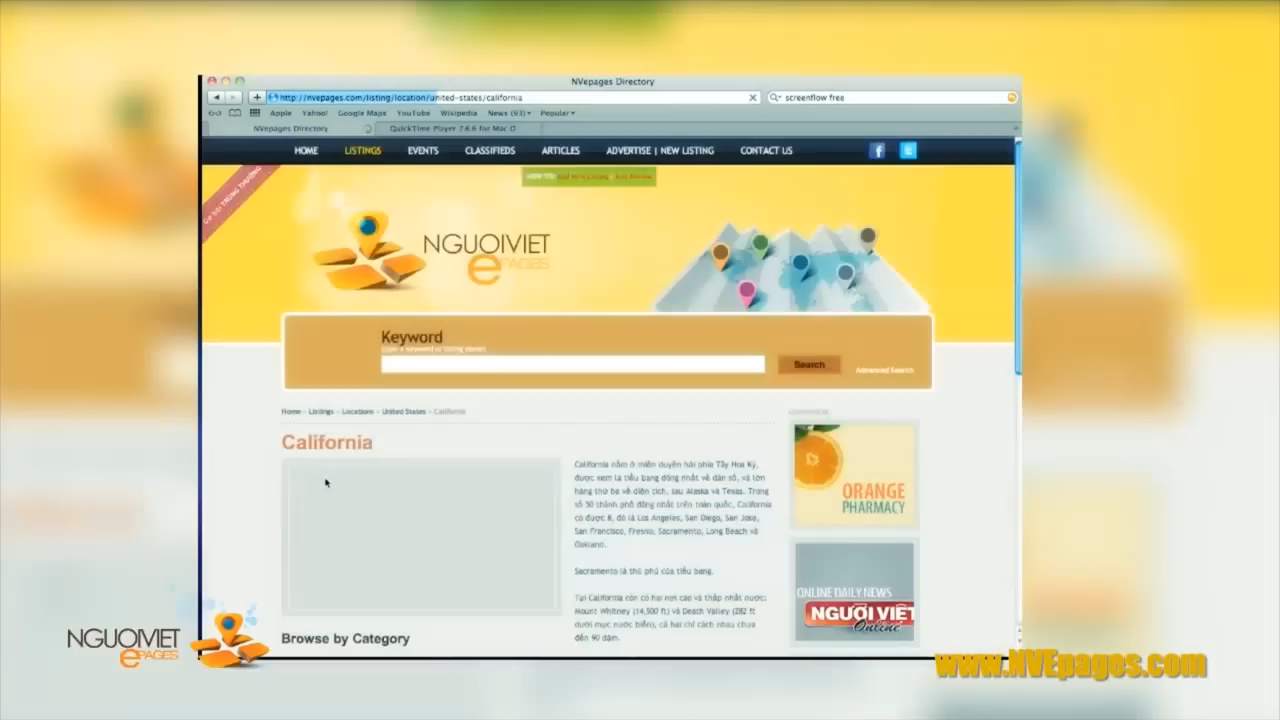 NVepages Directory
http://nvepages.com/listing/location/united-states/california
screenflow free
Apple Yahoo! Google Maps YouTube Wikipedia News (93) Popular
NVepages Directory QuickTime Player 7.6.6 for Mac O
HOME LISTINGS EVENTS CLASSIFIEDS ARTICLES ADVERTISE | NEW LISTING CONTACT US
NGUOIVIET
e PAGES
Keyword
Search
Advanced Search
Home - Listings - Locations - United States - California
California
California nằm ở miền duyên hải phía Tây Hoa Kỳ,
được xem là tiểu bang đông nhất về dân số, và lớn
hàng thứ ba về diện tích, sau Alaska và Texas. Trong
số 50 thành phố đông nhất trên toàn quốc, California
có được 8, đó là Los Angeles, San Diego, San Jose,
San Francisco, Fresno, Sacramento, Long Beach và
Oakland.
Sacramento là thủ phủ của tiểu bang.
Tại California còn có hai nơi cao và thấp nhất nước:
Mount Whitney (14,500 ft) và Death Valley (282 ft
dưới mực nước biển), cả hai chỉ cách nhau chưa
đến 90 dặm.
Browse by Category
ORANGE
PHARMACY
ONLINE DAILY NEWS
NGƯỜI VIỆT
Online
NGUOIVIET
e PAGES
www.NVEpages.com